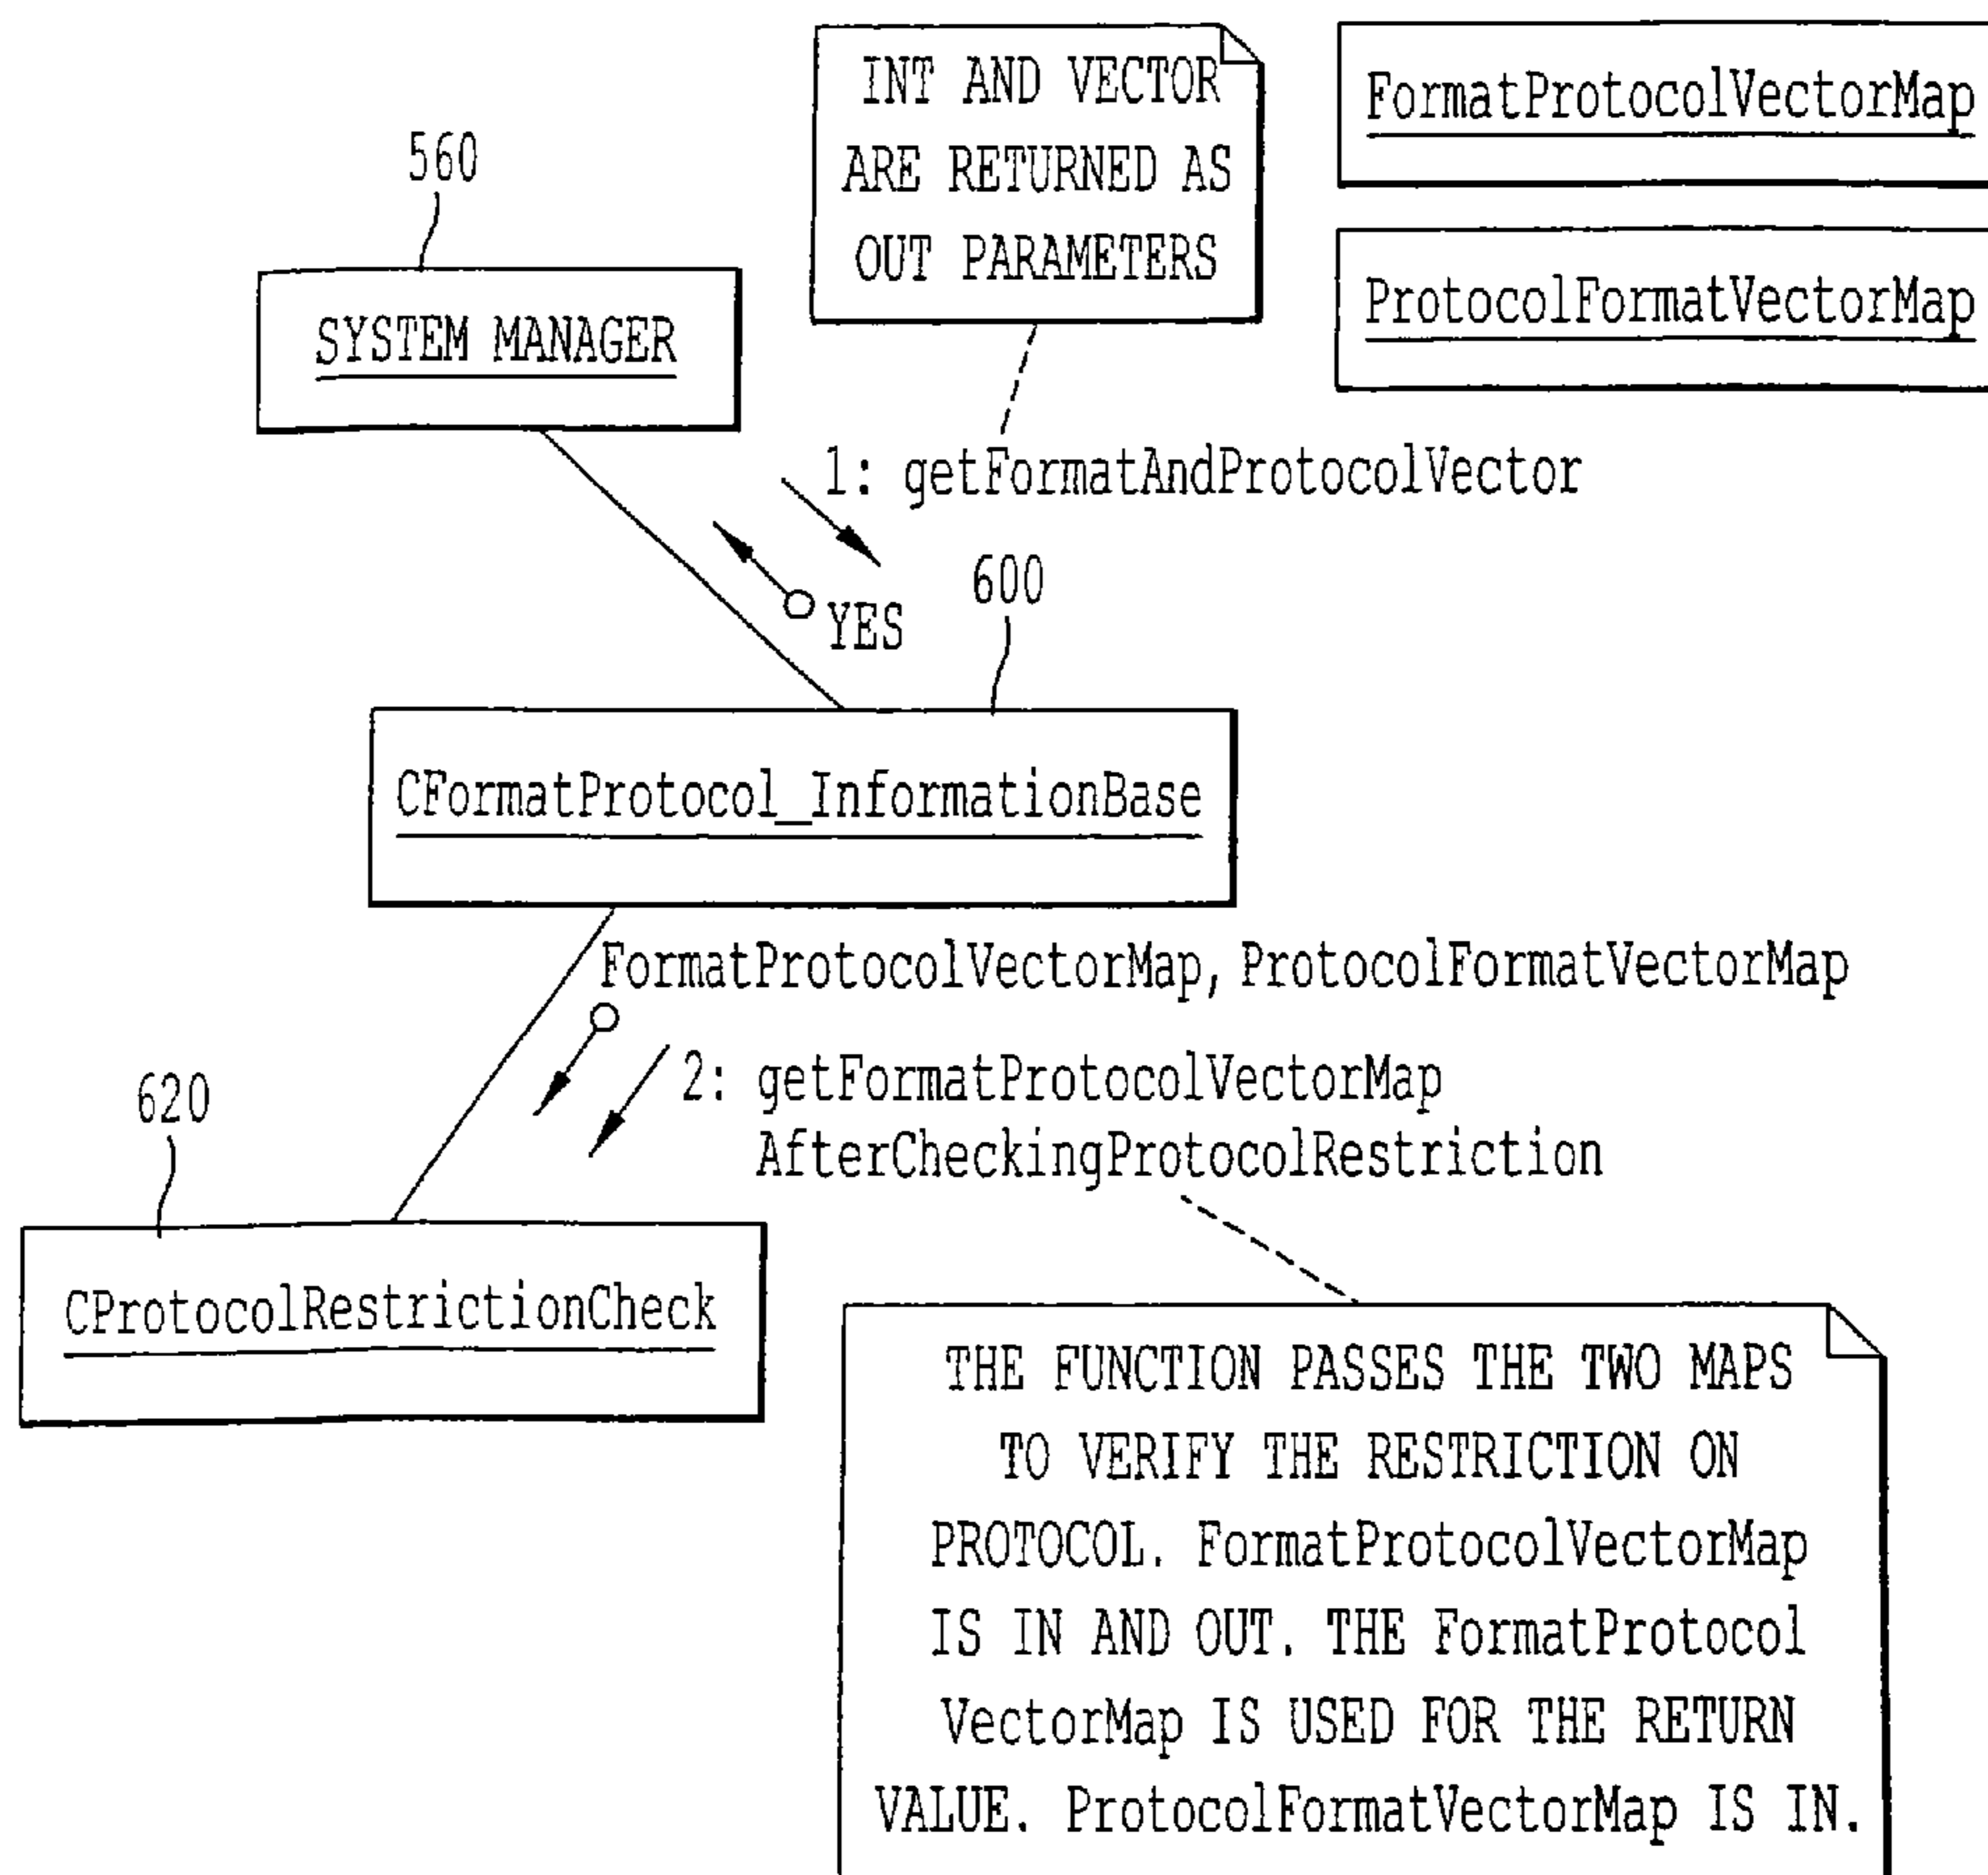 INT AND VECTOR
ARE RETURNED AS
OUT PARAMETERS
FormatProtocolVectorMap
ProtocolFormatVectorMap
560
SYSTEM MANAGER
1: getFormatAndProtocolVector
YES
600
CFormatProtocol_InformationBase
FormatProtocolVectorMap, ProtocolFormatVectorMap
2: getFormatProtocolVectorMap
AfterCheckingProtocolRestriction
620
CProtocolRestrictionCheck
THE FUNCTION PASSES THE TWO MAPS
TO VERIFY THE RESTRICTION ON
PROTOCOL. FormatProtocolVectorMap
IS IN AND OUT. THE FormatProtocol
VectorMap IS USED FOR THE RETURN
VALUE. ProtocolFormatVectorMap IS IN.